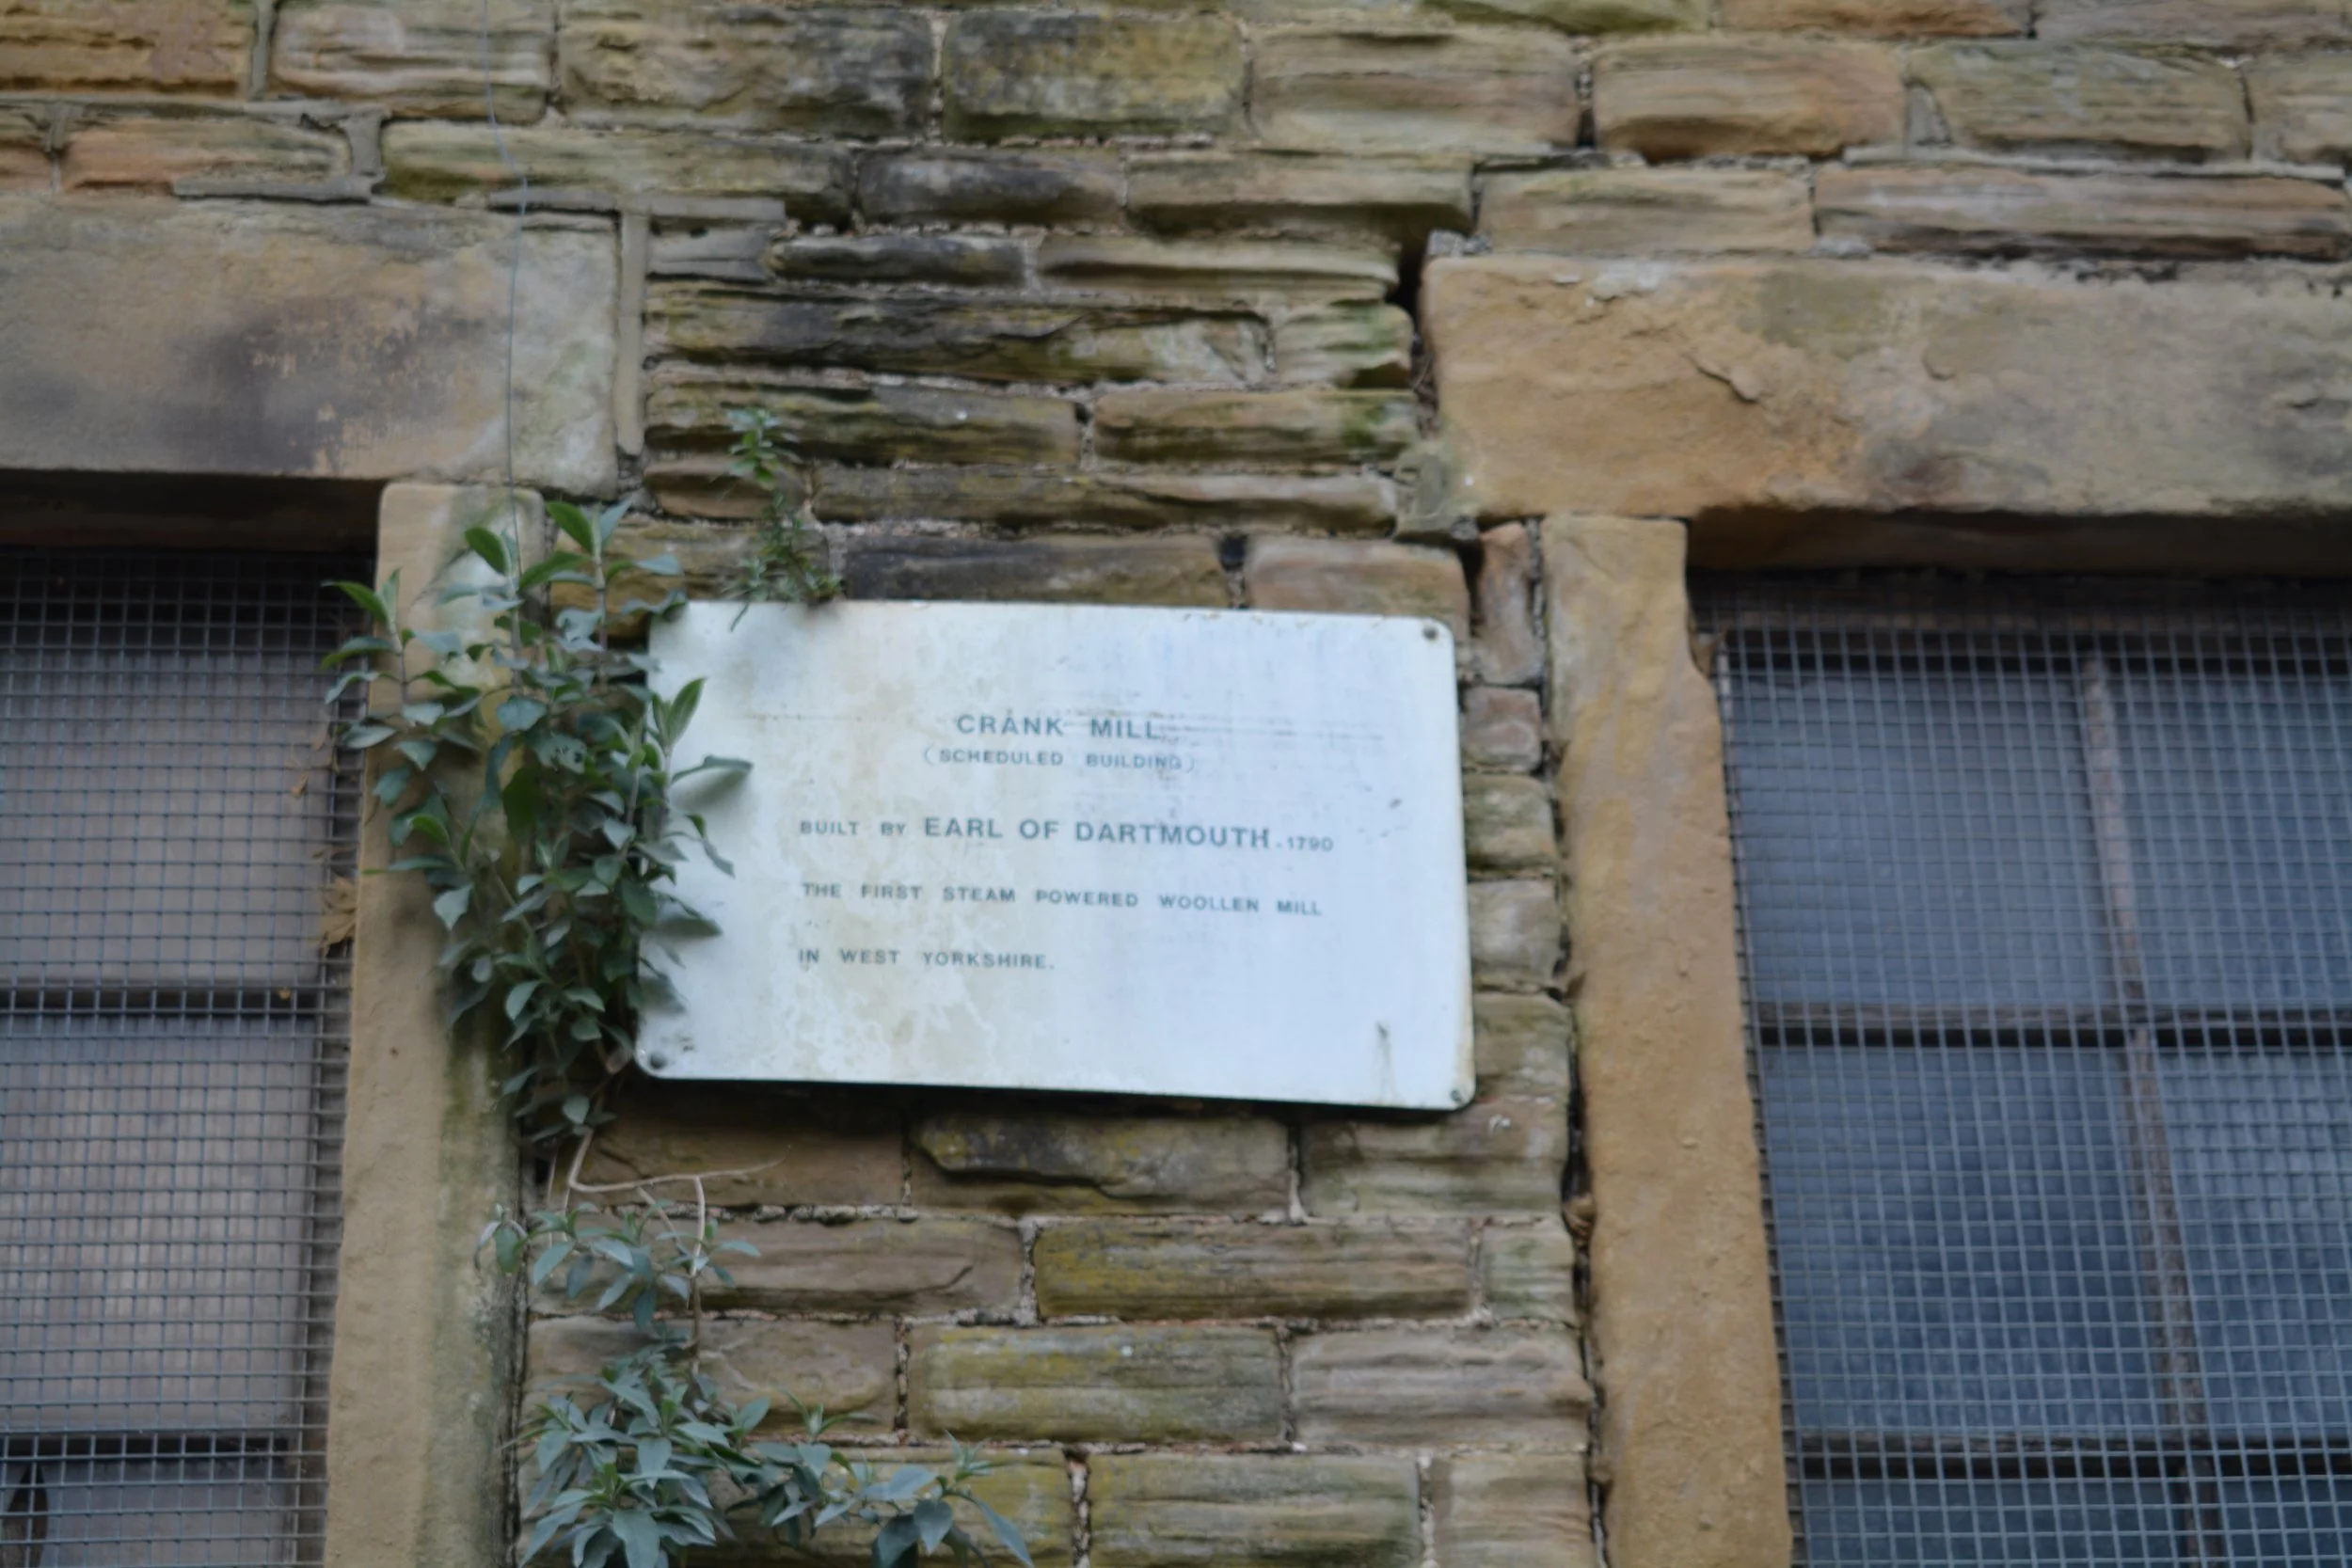 CRANK MILL
(SCHEDULED BUILDING)
BUILT BY EARL OF DARTMOUTH . 1790
THE FIRST STEAM POWERED WOOLLEN MILL
IN WEST YORKSHIRE.